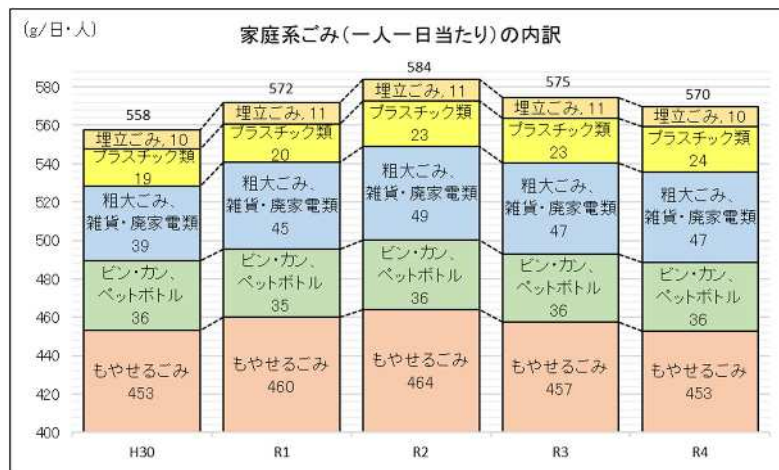 (g/日・人)
家庭系ごみ(一人一日当たり)の内訳
580
560
540
520
500
480
460
440
420
400
558
埋立ごみ, 10
プラスチック類
19
粗大ごみ、
雑貨・廃家電類
39
ビン・カン、
ペットボトル
36
もやせるごみ
453
H30
572
埋立ごみ, 11
プラスチック類
20
粗大ごみ、
雑貨・廃家電類
45
ビン・カン、
ペットボトル
35
もやせるごみ
460
R1
584
埋立ごみ, 11
プラスチック類
23
粗大ごみ、
雑貨・廃家電類
49
ビン・カン、
ペットボトル
36
もやせるごみ
464
R2
575
埋立ごみ, 11
プラスチック類
23
粗大ごみ、
雑貨・廃家電類
47
ビン・カン、
ペットボトル
36
もやせるごみ
457
R3
570
埋立ごみ, 10
プラスチック類
24
粗大ごみ、
雑貨・廃家電類
47
ビン・カン、
ペットボトル
36
もやせるごみ
453
R4